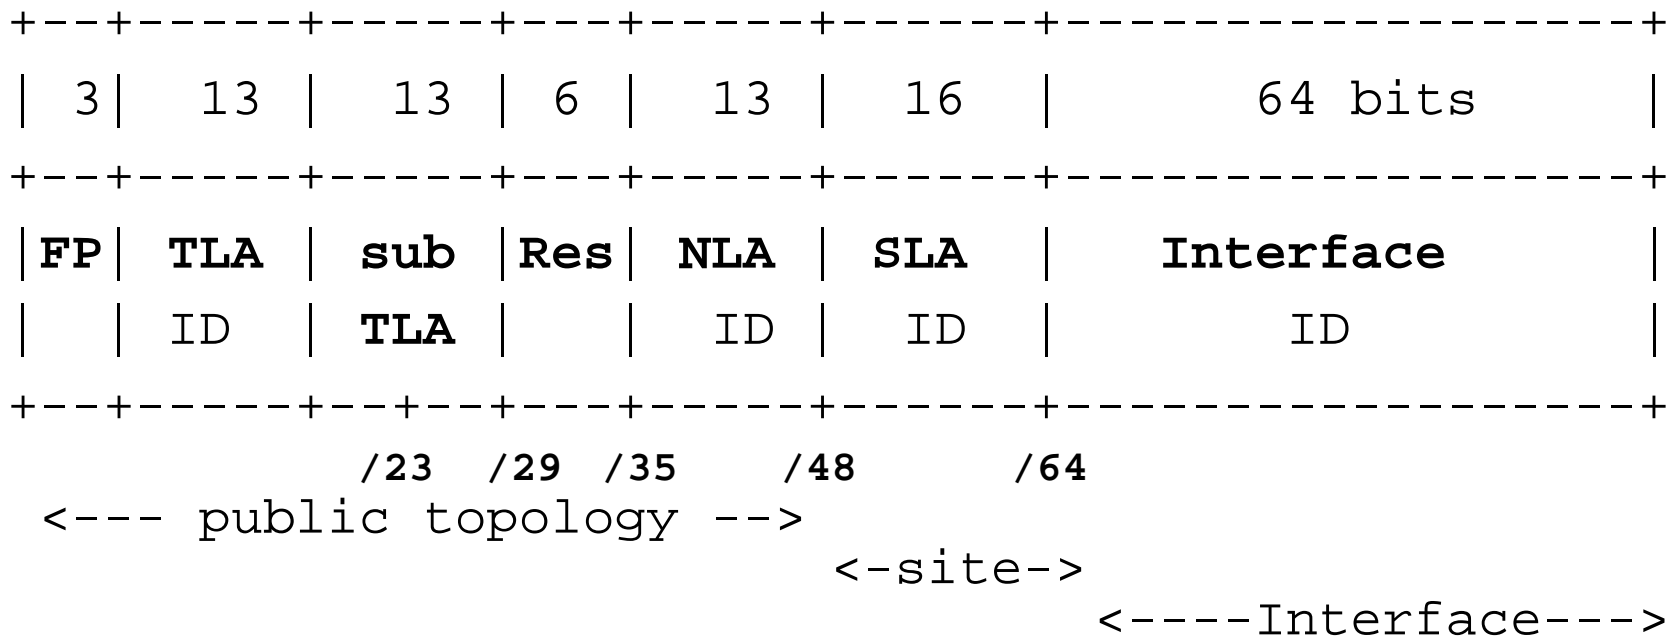 +--+-----+-----+---+-----+------+------------------+
| 3| 13 | 13 | 6 | 13 | 16 | 64 bits |
+--+-----+-----+---+-----+------+------------------+
|FP| TLA | sub |Res| NLA | SLA | Interface |
| | ID | TLA | | ID | ID | ID |
+--+-----+--+--+---+-----+------+------------------+
/23 /29 /35 /48 /64
<--- public topology -->
<-site->
<----Interface--->